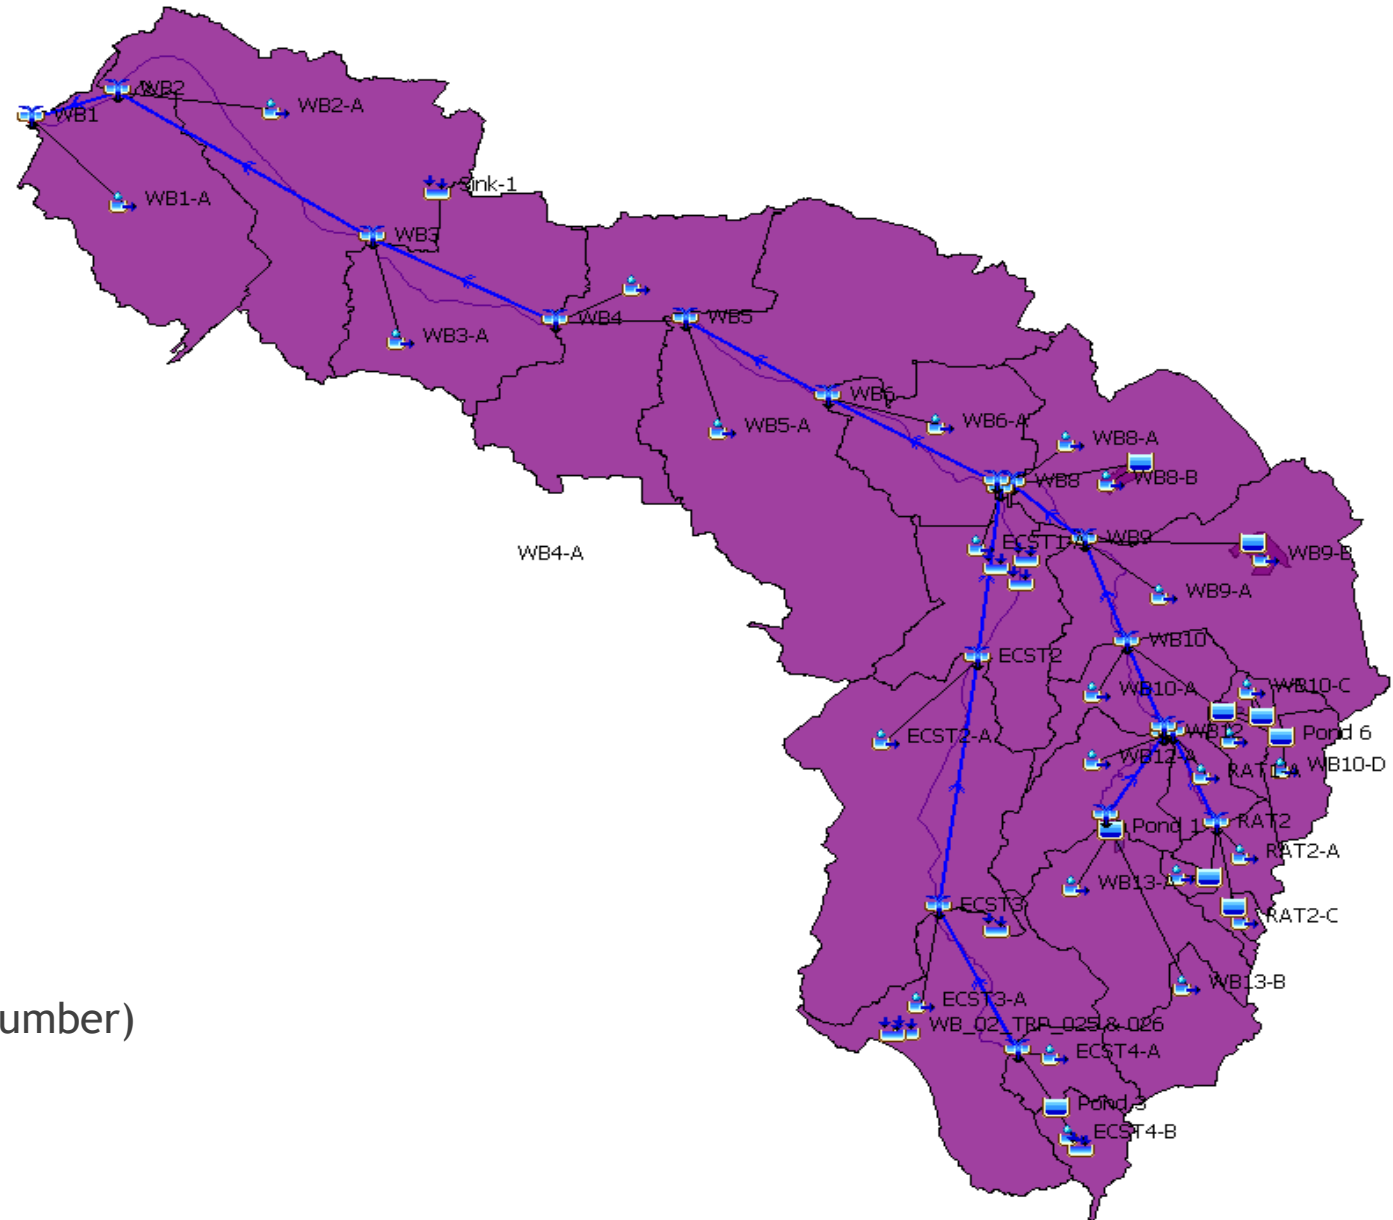 WB2
WB1
WB2-A
WB1-A
Sink-1
WB3
WB3-A
WB4
WB5
WB5-A
WB6
WB6-A
WB8-A
WB8
WB8-B
WB4-A
ECST1-A
WB9
WB9-B
WB9-A
WB10
ECST2
WB10-A
WB10-C
ECST2-A
WB12
Pond 6
WB12-A
RAT1-A
WB10-D
Pond 1
RAT2
RAT2-A
WB13-A
ECST3
RAT2-C
WB13-B
ECST3-A
umber)
WB_02_TRP_025 & 026
ECST4-A
Pond 3
ECST4-B